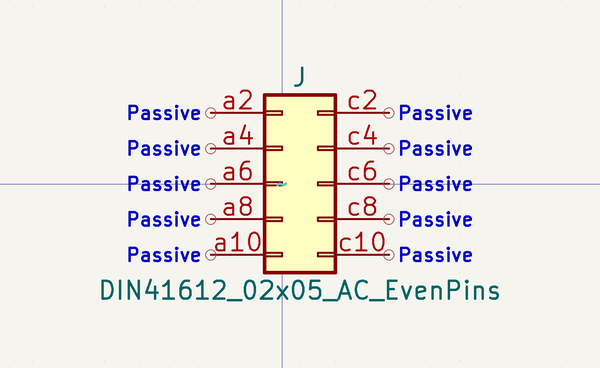 J
Passive a2 c2 Passive
Passive a4 c4 Passive
Passive a6 c6 Passive
Passive a8 c8 Passive
Passive a10 c10 Passive
DIN41612_02x05_AC_EvenPins